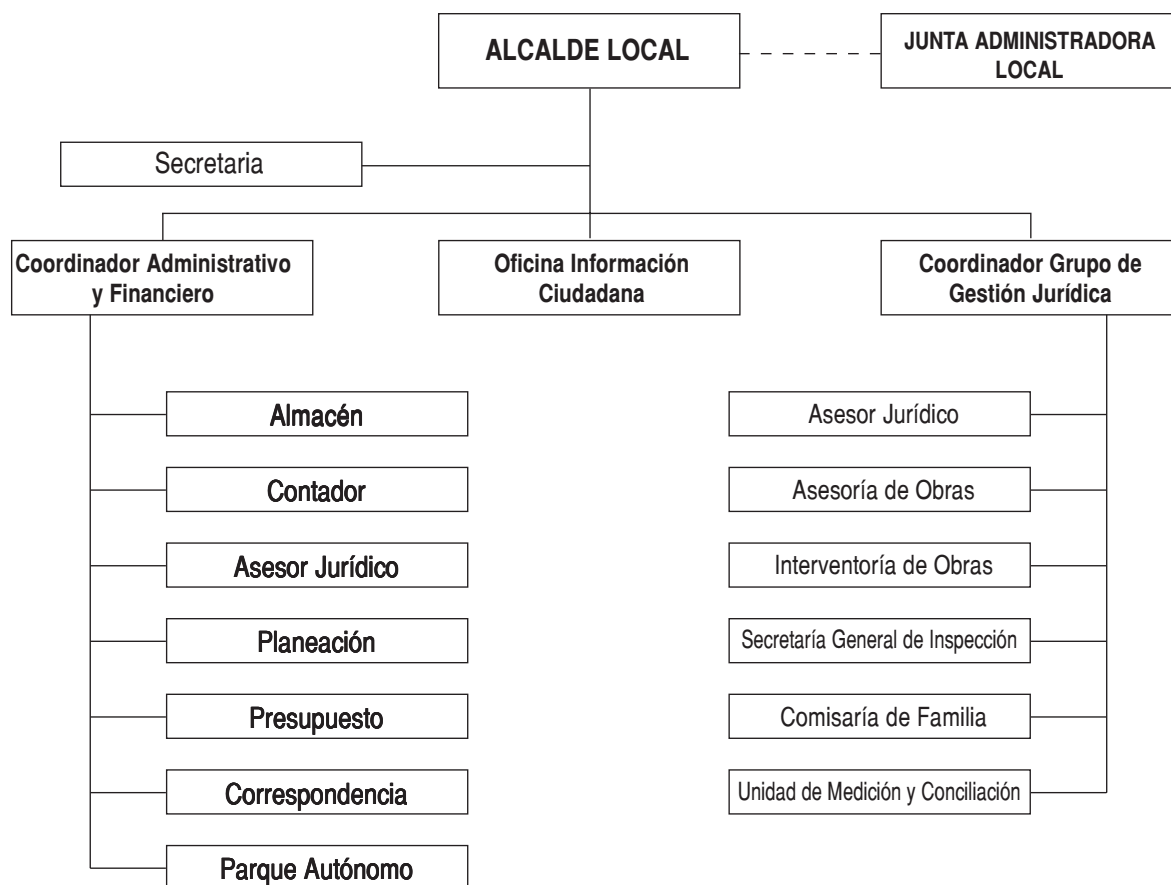 ALCALDE LOCAL
JUNTA ADMINISTRADORA
LOCAL
Secretaria
Coordinador Administrativo
y Financiero
Oficina Información
Ciudadana
Coordinador Grupo de
Gestión Jurídica
Almacén
Contador
Asesor Jurídico
Planeación
Presupuesto
Correspondencia
Parque Autónomo
Asesor Jurídico
Asesoría de Obras
Interventoría de Obras
Secretaría General de Inspección
Comisaría de Familia
Unidad de Medición y Conciliación